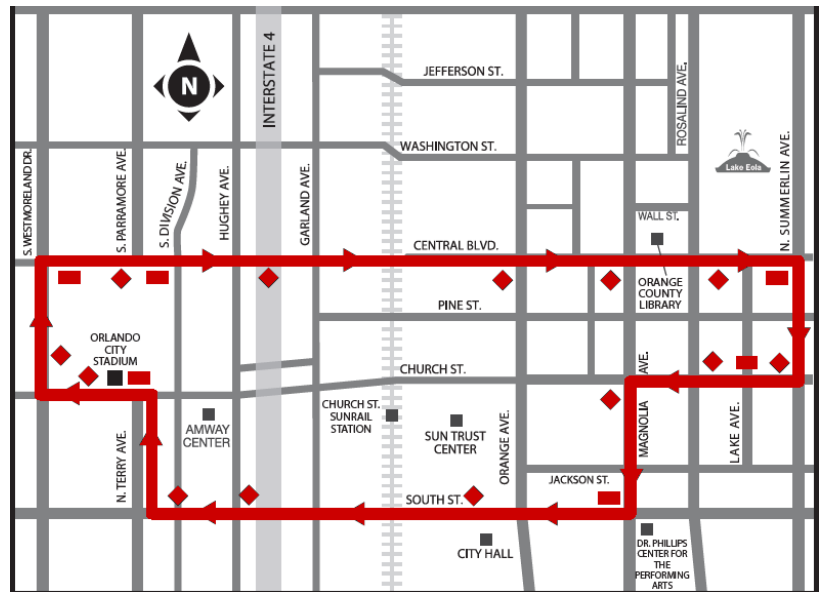 JEFFERSON ST.
INTERSTATE 4
N
ROSALIND AVE.
WASHINGTON ST.
Lake Eola
S. WESTMORELAND DR.
S. PARRAMORE AVE.
S. DIVISION AVE.
HUGHEY AVE.
GARLAND AVE.
N. SUMMERLIN AVE.
WALL ST.
CENTRAL BLVD.
ORANGE
COUNTY
LIBRARY
PINE ST.
ORLANDO
CITY
STADIUM
CHURCH ST.
AVE.
MAGNOLIA
LAKE AVE.
CHURCH ST.
SUNRAIL
STATION
AMWAY
CENTER
SUN TRUST
CENTER
ORANGE AVE.
N. TERRY AVE.
JACKSON ST.
SOUTH ST.
CITY HALL
DR. PHILLIPS
CENTER FOR
THE
PERFORMING
ARTS